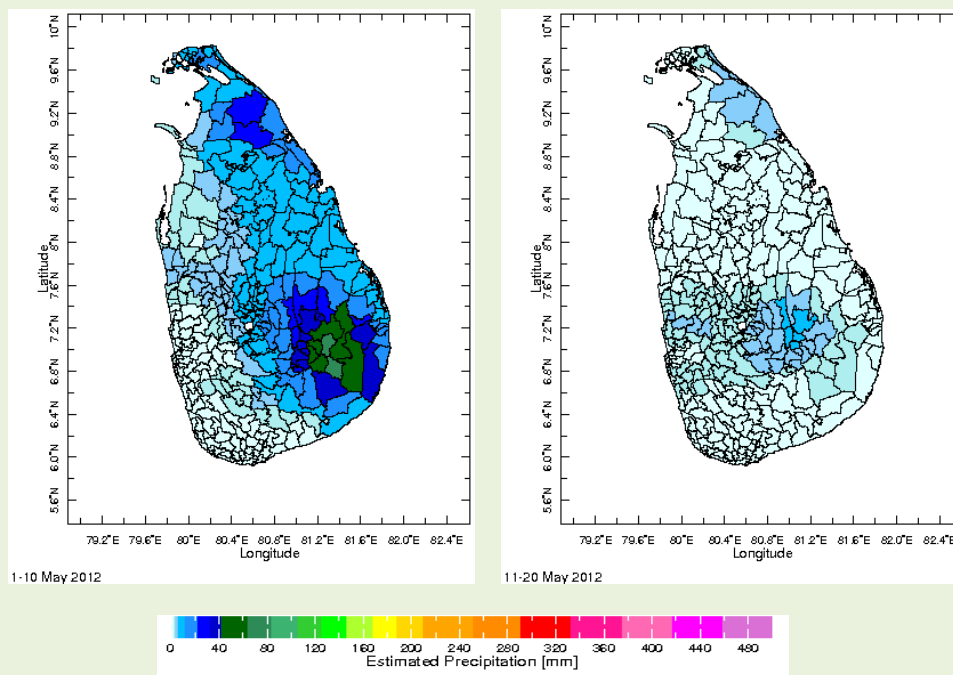 10°N
9.6°N
9.2°N
8.8°N
8.4°N
8°N
7.6°N
7.2°N
6.8°N
6.4°N
6.0°N
5.6°N
Latitude
79.2°E 79.6°E 80°E 80.4°E 80.8°E 81.2°E 81.6°E 82.0°E 82.4°E
Longitude
1-10 May 2012
10°N
9.6°N
9.2°N
8.8°N
8.4°N
8°N
7.6°N
7.2°N
6.8°N
6.4°N
6.0°N
5.6°N
Latitude
79.2°E 79.6°E 80°E 80.4°E 80.8°E 81.2°E 81.6°E 82.0°E 82.4°E
Longitude
11-20 May 2012
0 40 80 120 160 200 240 280 320 360 400 440 480
Estimated Precipitation [mm]